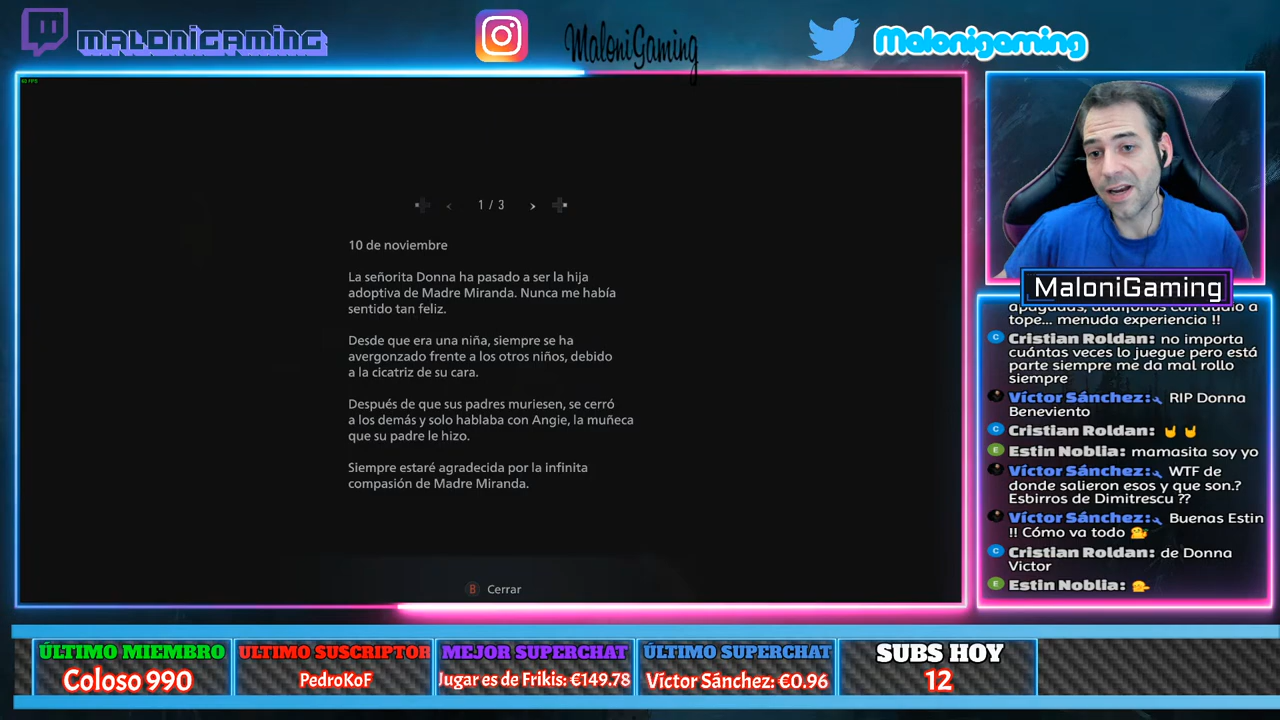 MALONIGAMING
MaloniGaming
Malonigaming
60 FPS
1 / 3
10 de noviembre
La señorita Donna ha pasado a ser la hija
adoptiva de Madre Miranda. Nunca me había
sentido tan feliz.
Desde que era una niña, siempre se ha
avergonzado frente a los otros niños, debido
a la cicatriz de su cara.
Después de que sus padres muriesen, se cerró
a los demás y solo hablaba con Angie, la muñeca
que su padre le hizo.
Siempre estaré agradecida por la infinita
compasión de Madre Miranda.
B Cerrar
MaloniGaming
tope... menuda experiencia !!
C Cristian Roldan: no importa
cuántas veces lo juegue pero está
parte siempre me da mal rollo
siempre
Víctor Sánchez: RIP Donna
Beneviento
C Cristian Roldan: 🤘 🤘
E Estin Noblia: mamasita soy yo
Víctor Sánchez: WTF de
donde salieron esos y que son.?
Esbirros de Dimitrescu ??
Víctor Sánchez: Buenas Estin
!! Cómo va todo
C Cristian Roldan: de Donna
Victor
E Estin Noblia:
ÚLTIMO MIEMBRO
Coloso 990
ULTIMO SUSCRIPTOR
PedroKoF
MEJOR SUPERCHAT
Jugar es de Frikis: €149.78
ÚLTIMO SUPERCHAT
Víctor Sánchez: €0.96
SUBS HOY
12